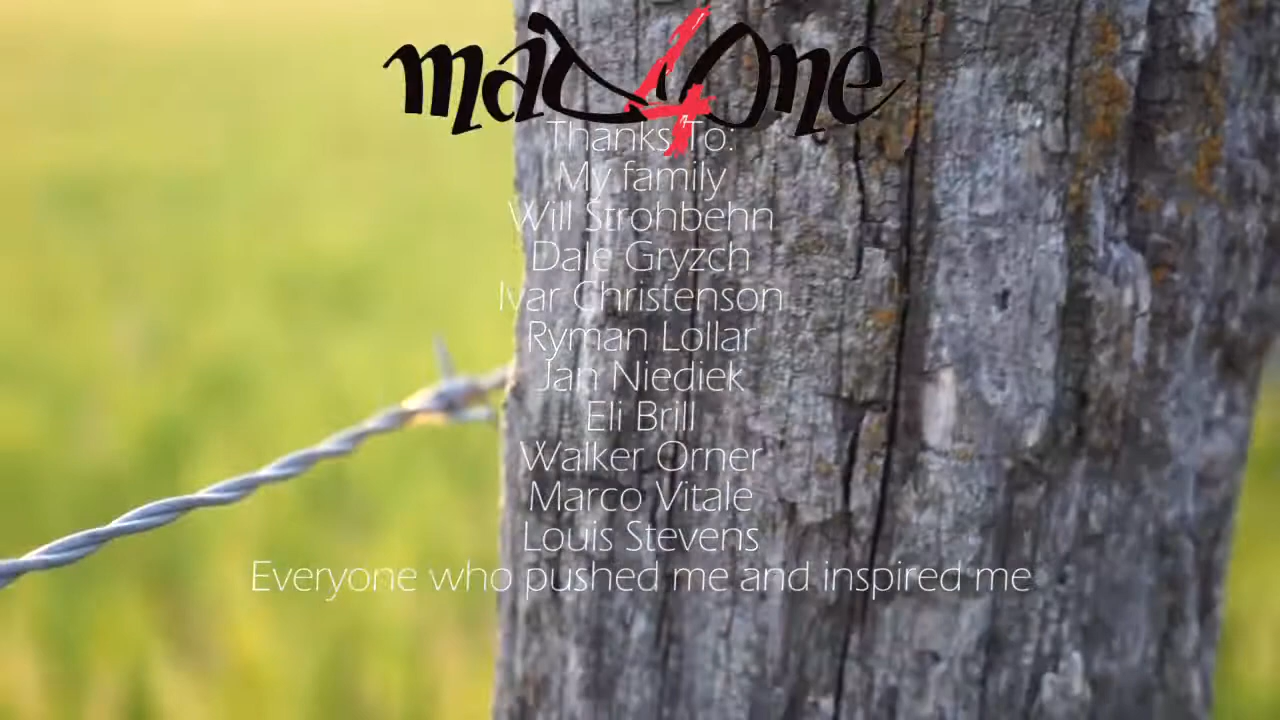 mad4One
Thanks To:
My family
Will Strohbehn
Dale Gryzch
Ivar Christenson
Ryman Lollar
Jan Niediek
Eli Brill
Walker Orner
Marco Vitale
Louis Stevens
Everyone who pushed me and inspired me